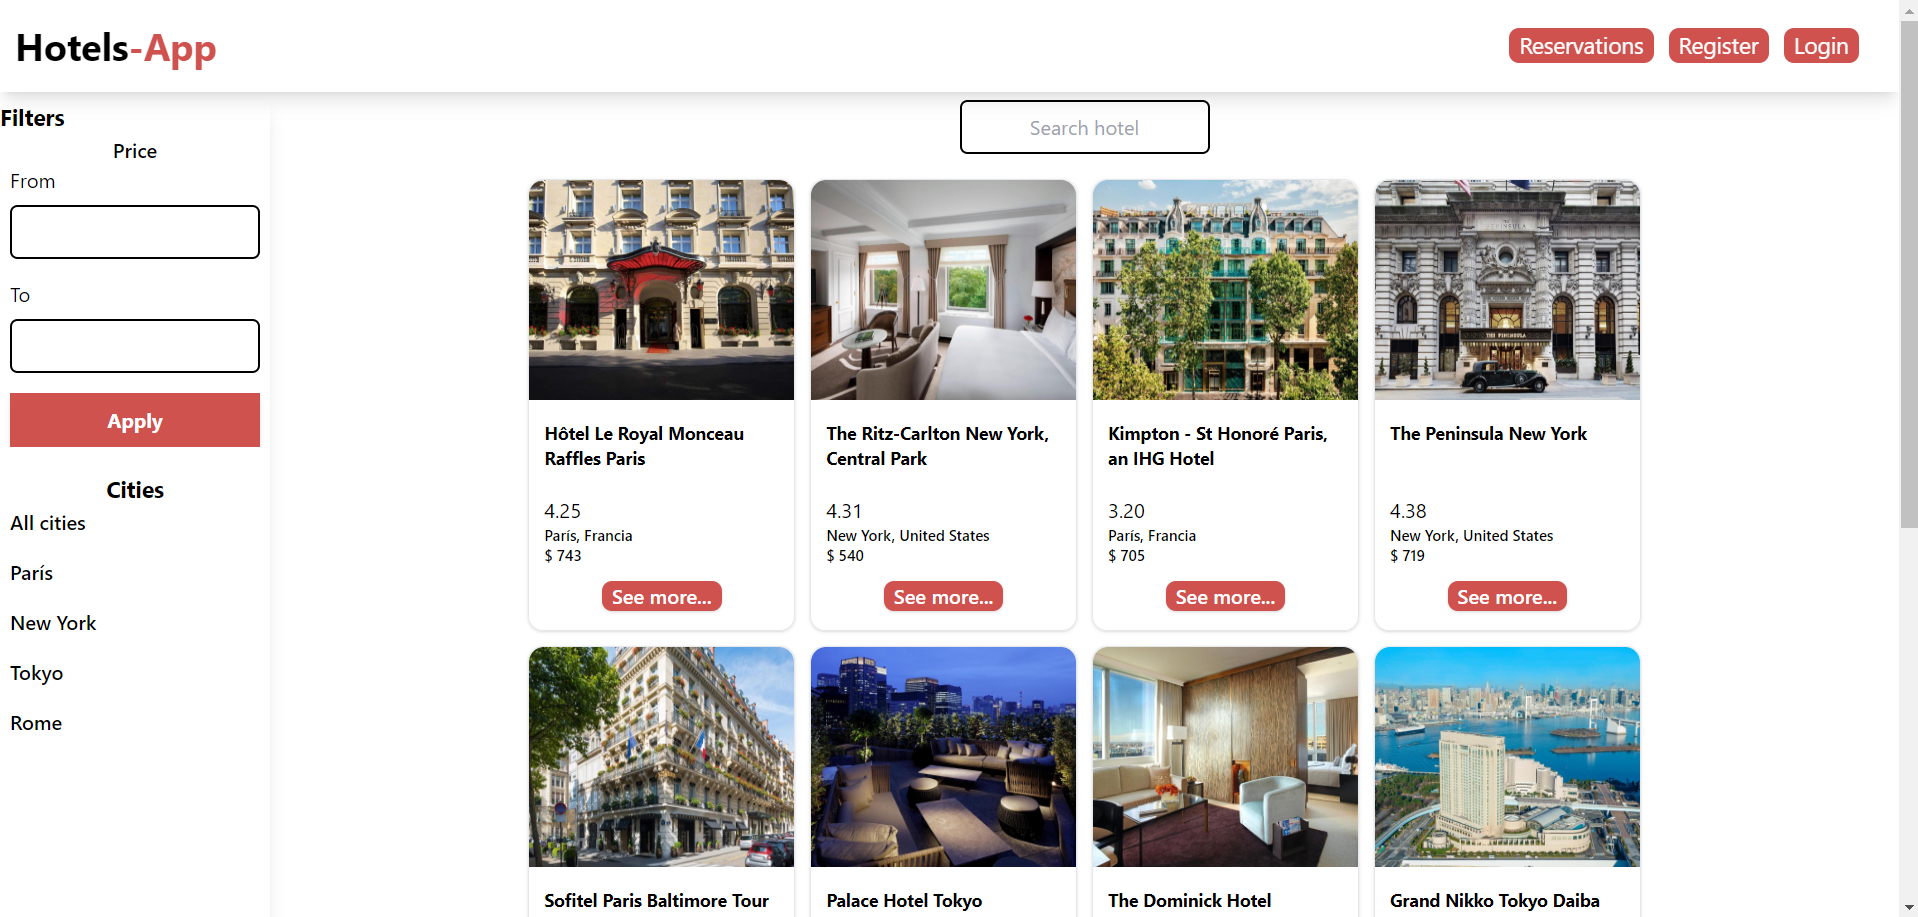 Hotels-App
Reservations
Register
Login
Filters
Price
From
To
Apply
Cities
All cities
París
New York
Tokyo
Rome
Search hotel
THE PENINSULA
Hôtel Le Royal Monceau
Raffles Paris
4.25
París, Francia
$ 743
See more...
The Ritz-Carlton New York,
Central Park
4.31
New York, United States
$ 540
See more...
Kimpton - St Honoré Paris,
an IHG Hotel
3.20
París, Francia
$ 705
See more...
The Peninsula New York
4.38
New York, United States
$ 719
See more...
Sofitel Paris Baltimore Tour
Palace Hotel Tokyo
The Dominick Hotel
Grand Nikko Tokyo Daiba